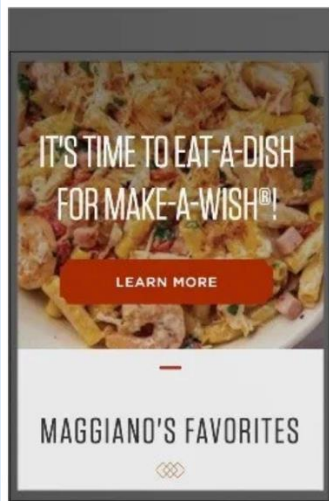 IT'S TIME TO EAT-A-DISH
FOR MAKE-A-WISH®!
LEARN MORE
MAGGIANO'S FAVORITES